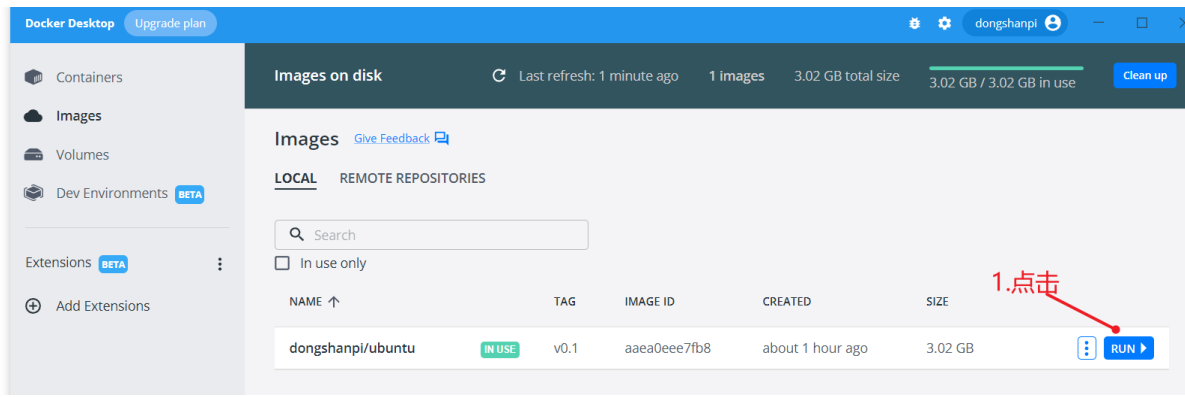 Docker Desktop Upgrade plan dongshanpi
Containers
Images
Volumes
Dev Environments BETA
Extensions BETA
Add Extensions
Images on disk Last refresh: 1 minute ago 1 images 3.02 GB total size 3.02 GB / 3.02 GB in use Clean up
Images Give Feedback
LOCAL REMOTE REPOSITORIES
Search
In use only
1.点击
NAME TAG IMAGE ID CREATED SIZE
dongshanpi/ubuntu IN USE v0.1 aaea0eee7fb8 about 1 hour ago 3.02 GB RUN